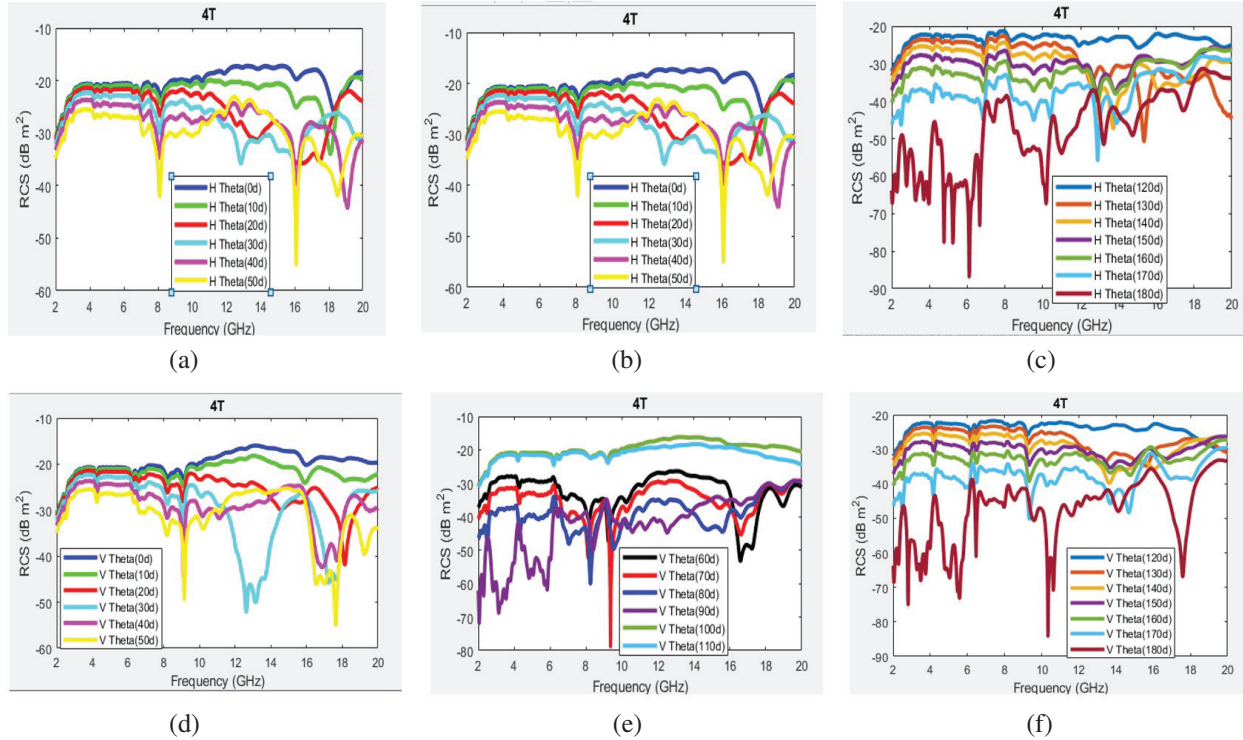 4T
-10
-20
-30
-40
-50
-60
RCS (dB m²)
H Theta(0d)
H Theta(10d)
H Theta(20d)
H Theta(30d)
H Theta(40d)
H Theta(50d)
2 4 6 8 10 12 14 16 18 20
Frequency (GHz)
(a)
4T
-10
-20
-30
-40
-50
-60
RCS (dB m²)
H Theta(0d)
H Theta(10d)
H Theta(20d)
H Theta(30d)
H Theta(40d)
H Theta(50d)
2 4 6 8 10 12 14 16 18 20
Frequency (GHz)
(b)
4T
-20
-30
-40
-50
-60
-70
-80
-90
RCS (dB m²)
H Theta(120d)
H Theta(130d)
H Theta(140d)
H Theta(150d)
H Theta(160d)
H Theta(170d)
H Theta(180d)
2 4 6 8 10 12 14 16 18 20
Frequency (GHz)
(c)
4T
-10
-20
-30
-40
-50
-60
RCS (dB m²)
V Theta(0d)
V Theta(10d)
V Theta(20d)
V Theta(30d)
V Theta(40d)
V Theta(50d)
2 4 6 8 10 12 14 16 18 20
Frequency (GHz)
(d)
4T
-10
-20
-30
-40
-50
-60
-70
-80
RCS (dB m²)
V Theta(60d)
V Theta(70d)
V Theta(80d)
V Theta(90d)
V Theta(100d)
V Theta(110d)
2 4 6 8 10 12 14 16 18 20
Frequency (GHz)
(e)
4T
-20
-30
-40
-50
-60
-70
-80
-90
RCS (dB m²)
V Theta(120d)
V Theta(130d)
V Theta(140d)
V Theta(150d)
V Theta(160d)
V Theta(170d)
V Theta(180d)
2 4 6 8 10 12 14 16 18 20
Frequency (GHz)
(f)